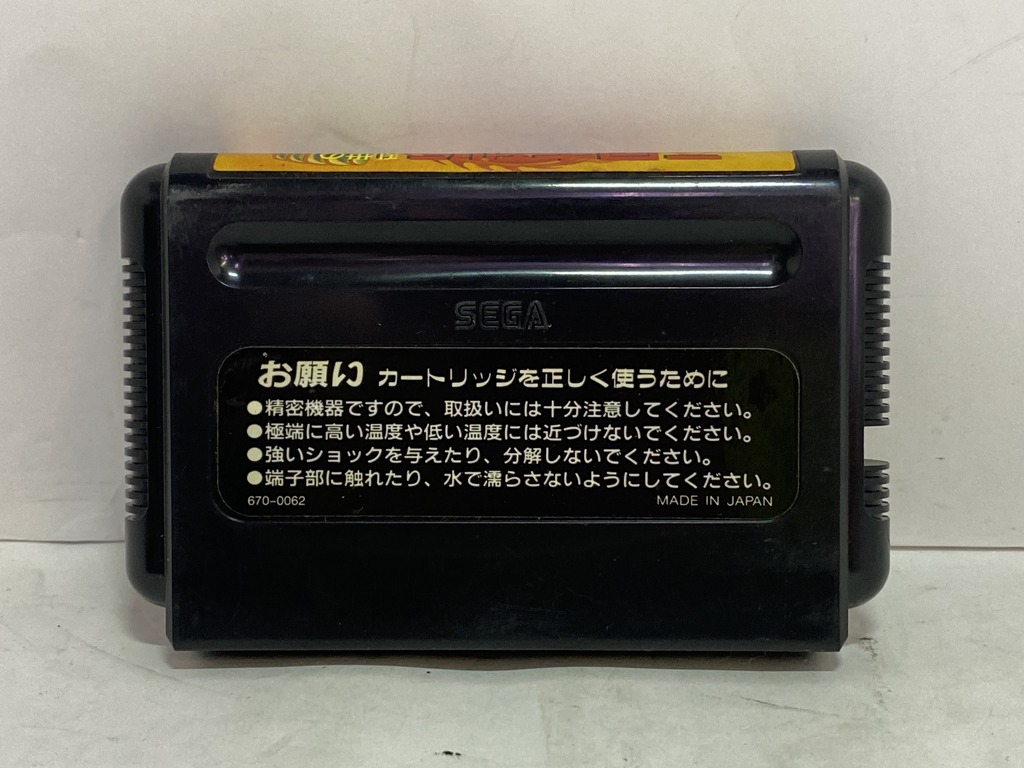 SEGA
お願い カートリッジを正しく使うために
●精密機器ですので、取扱いには十分注意してください。
●極端に高い温度や低い温度には近づけないでください。
●強いショックを与えたり、分解しないでください。
●端子部に触れたり、水で濡らさないようにしてください。
670-0062 MADE IN JAPAN